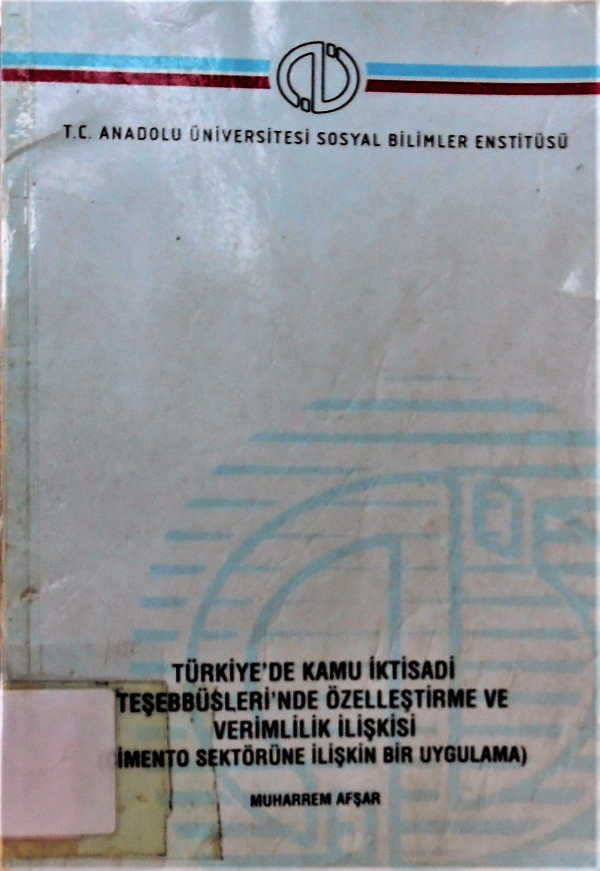 T.C. ANADOLU ÜNİVERSİTESİ SOSYAL BİLİMLER ENSTİTÜSÜ
TÜRKİYE'DE KAMU İKTİSADİ
TEŞEBBÜSLERİ'NDE ÖZELLEŞTİRME VE
VERİMLİLİK İLİŞKİSİ
(ÇİMENTO SEKTÖRÜNE İLİŞKİN BİR UYGULAMA)
MUHARREM AFŞAR